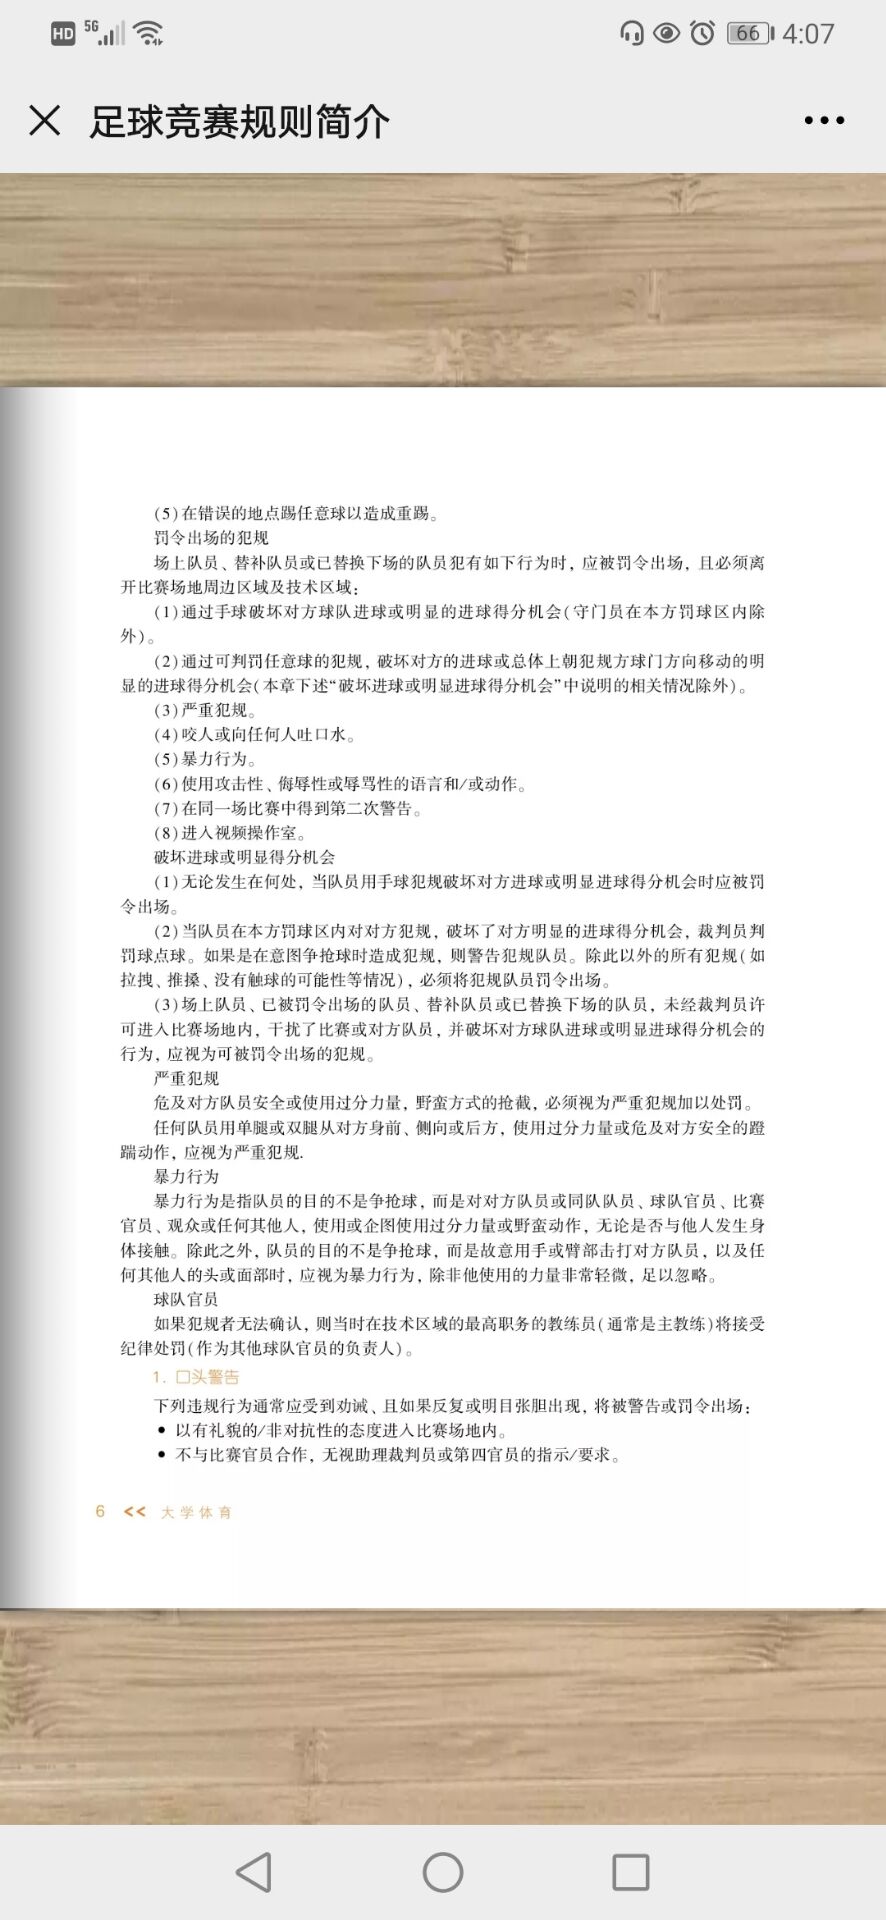 HD 5G 66 4:07
足球竞赛规则简介
(5)在错误的地点踢任意球以造成重踢。
罚令出场的犯规
场上队员、替补队员或已替换下场的队员犯有如下行为时，应被罚令出场，且必须离
开比赛场地周边区域及技术区域：
(1)通过手球破坏对方球队进球或明显的进球得分机会(守门员在本方罚球区内除
外)。
(2)通过可判罚任意球的犯规，破坏对方的进球或总体上朝犯规方球门方向移动的明
显的进球得分机会(本章下述“破坏进球或明显进球得分机会”中说明的相关情况除外)。
(3)严重犯规。
(4)咬人或向任何人吐口水。
(5)暴力行为。
(6)使用攻击性、侮辱性或辱骂性的语言和/或动作。
(7)在同一场比赛中得到第二次警告。
(8)进入视频操作室。
破坏进球或明显得分机会
(1)无论发生在何处，当队员用手球犯规破坏对方进球或明显进球得分机会时应被罚
令出场。
(2)当队员在本方罚球区内对对方犯规，破坏了对方明显的进球得分机会，裁判员判
罚球点球。如果是在意图争抢球时造成犯规，则警告犯规队员。除此以外的所有犯规(如
拉拽、推搡、没有触球的可能性等情况)，必须将犯规队员罚令出场。
(3)场上队员、已被罚令出场的队员、替补队员或已替换下场的队员，未经裁判员许
可进入比赛场地内，干扰了比赛或对方队员，并破坏对方球队进球或明显进球得分机会的
行为，应视为可被罚令出场的犯规。
严重犯规
危及对方队员安全或使用过分力量，野蛮方式的抢截，必须视为严重犯规加以处罚。
任何队员用单腿或双腿从对方身前、侧向或后方，使用过分力量或危及对方安全的蹬
踹动作，应视为严重犯规.
暴力行为
暴力行为是指队员的目的不是争抢球，而是对对方队员或同队队员、球队官员、比赛
官员、观众或任何其他人，使用或企图使用过分力量或野蛮动作，无论是否与他人发生身
体接触。除此之外，队员的目的不是争抢球，而是故意用手或臂部击打对方队员，以及任
何其他人的头或面部时，应视为暴力行为，除非他使用的力量非常轻微，足以忽略。
球队官员
如果犯规者无法确认，则当时在技术区域的最高职务的教练员(通常是主教练)将接受
纪律处罚(作为其他球队官员的负责人)。
1. 口头警告
下列违规行为通常应受到劝诫、且如果反复或明目张胆出现，将被警告或罚令出场：
• 以有礼貌的/非对抗性的态度进入比赛场地内。
• 不与比赛官员合作，无视助理裁判员或第四官员的指示/要求。
6 << 大学体育